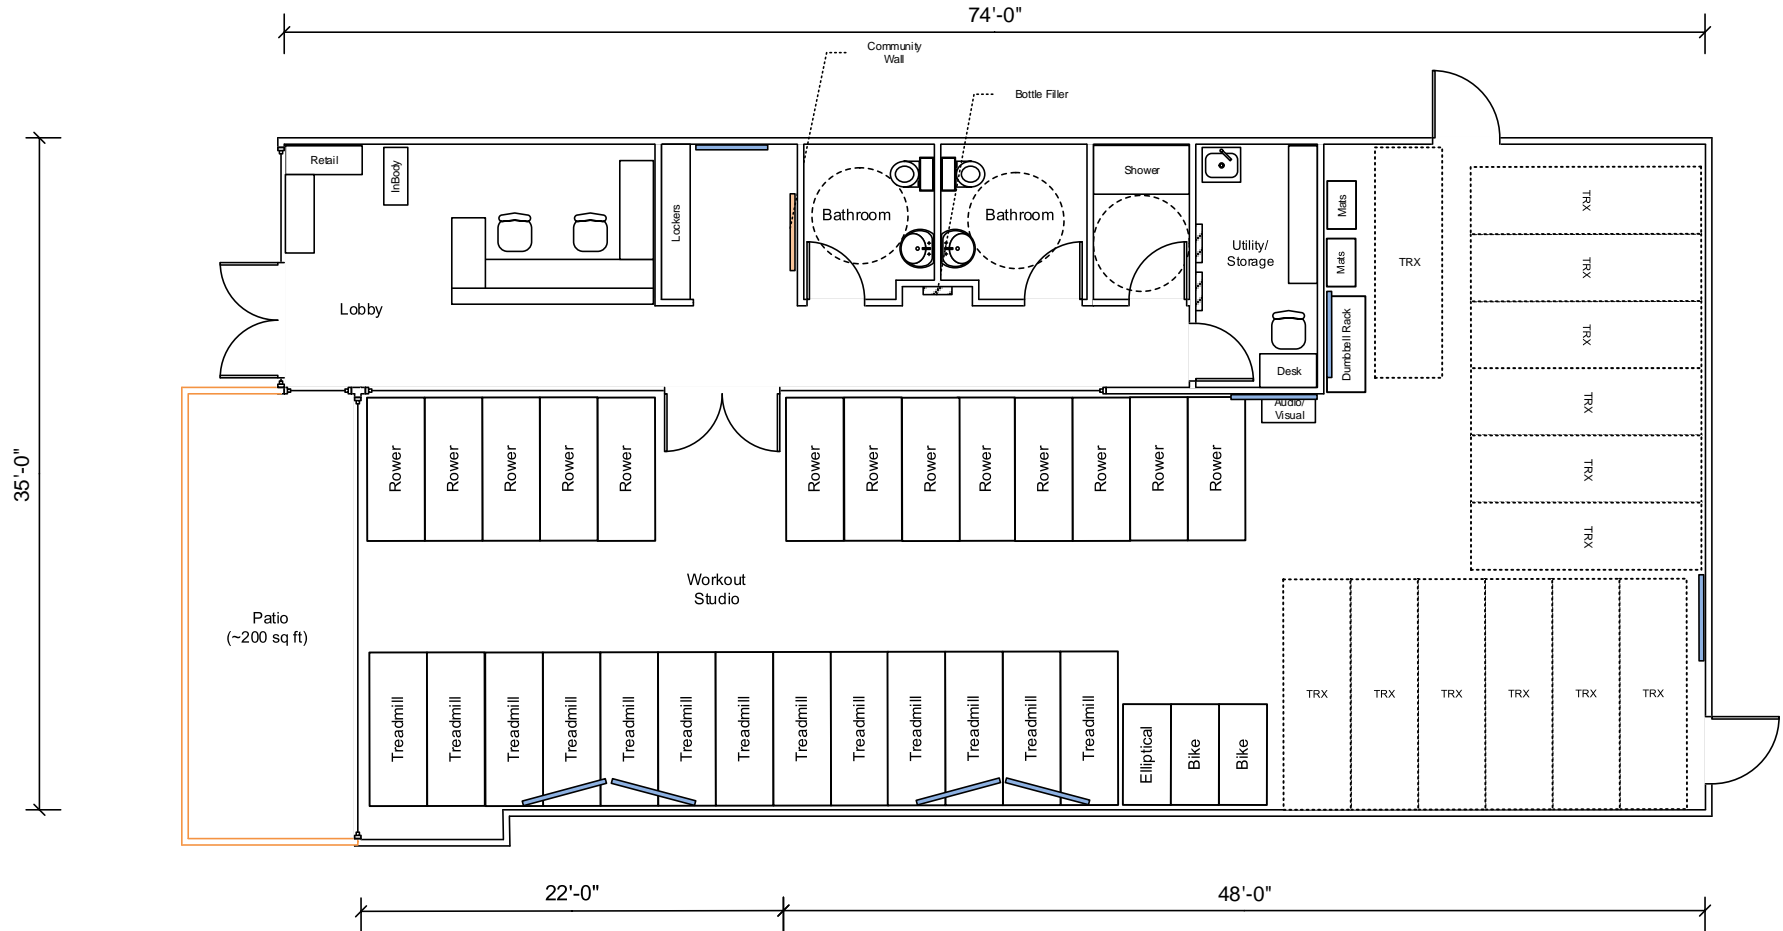 74'-0"
Community
Wall
Bottle Filler
35'-0"
Retail
InBody
Lockers
Bathroom
Bathroom
Shower
Utility/
Storage
Mats
Mats
TRX
Dumbbell Rack
Desk
Audio/
Visual
Lobby
TRX
TRX
TRX
TRX
TRX
TRX
Rower
Rower
Rower
Rower
Rower
Rower
Rower
Rower
Rower
Rower
Rower
Rower
Rower
Workout
Studio
Patio
(~200 sq ft)
Treadmill
Treadmill
Treadmill
Treadmill
Treadmill
Treadmill
Treadmill
Treadmill
Treadmill
Treadmill
Treadmill
Treadmill
Treadmill
Elliptical
Bike
Bike
TRX
TRX
TRX
TRX
TRX
TRX
22'-0"
48'-0"